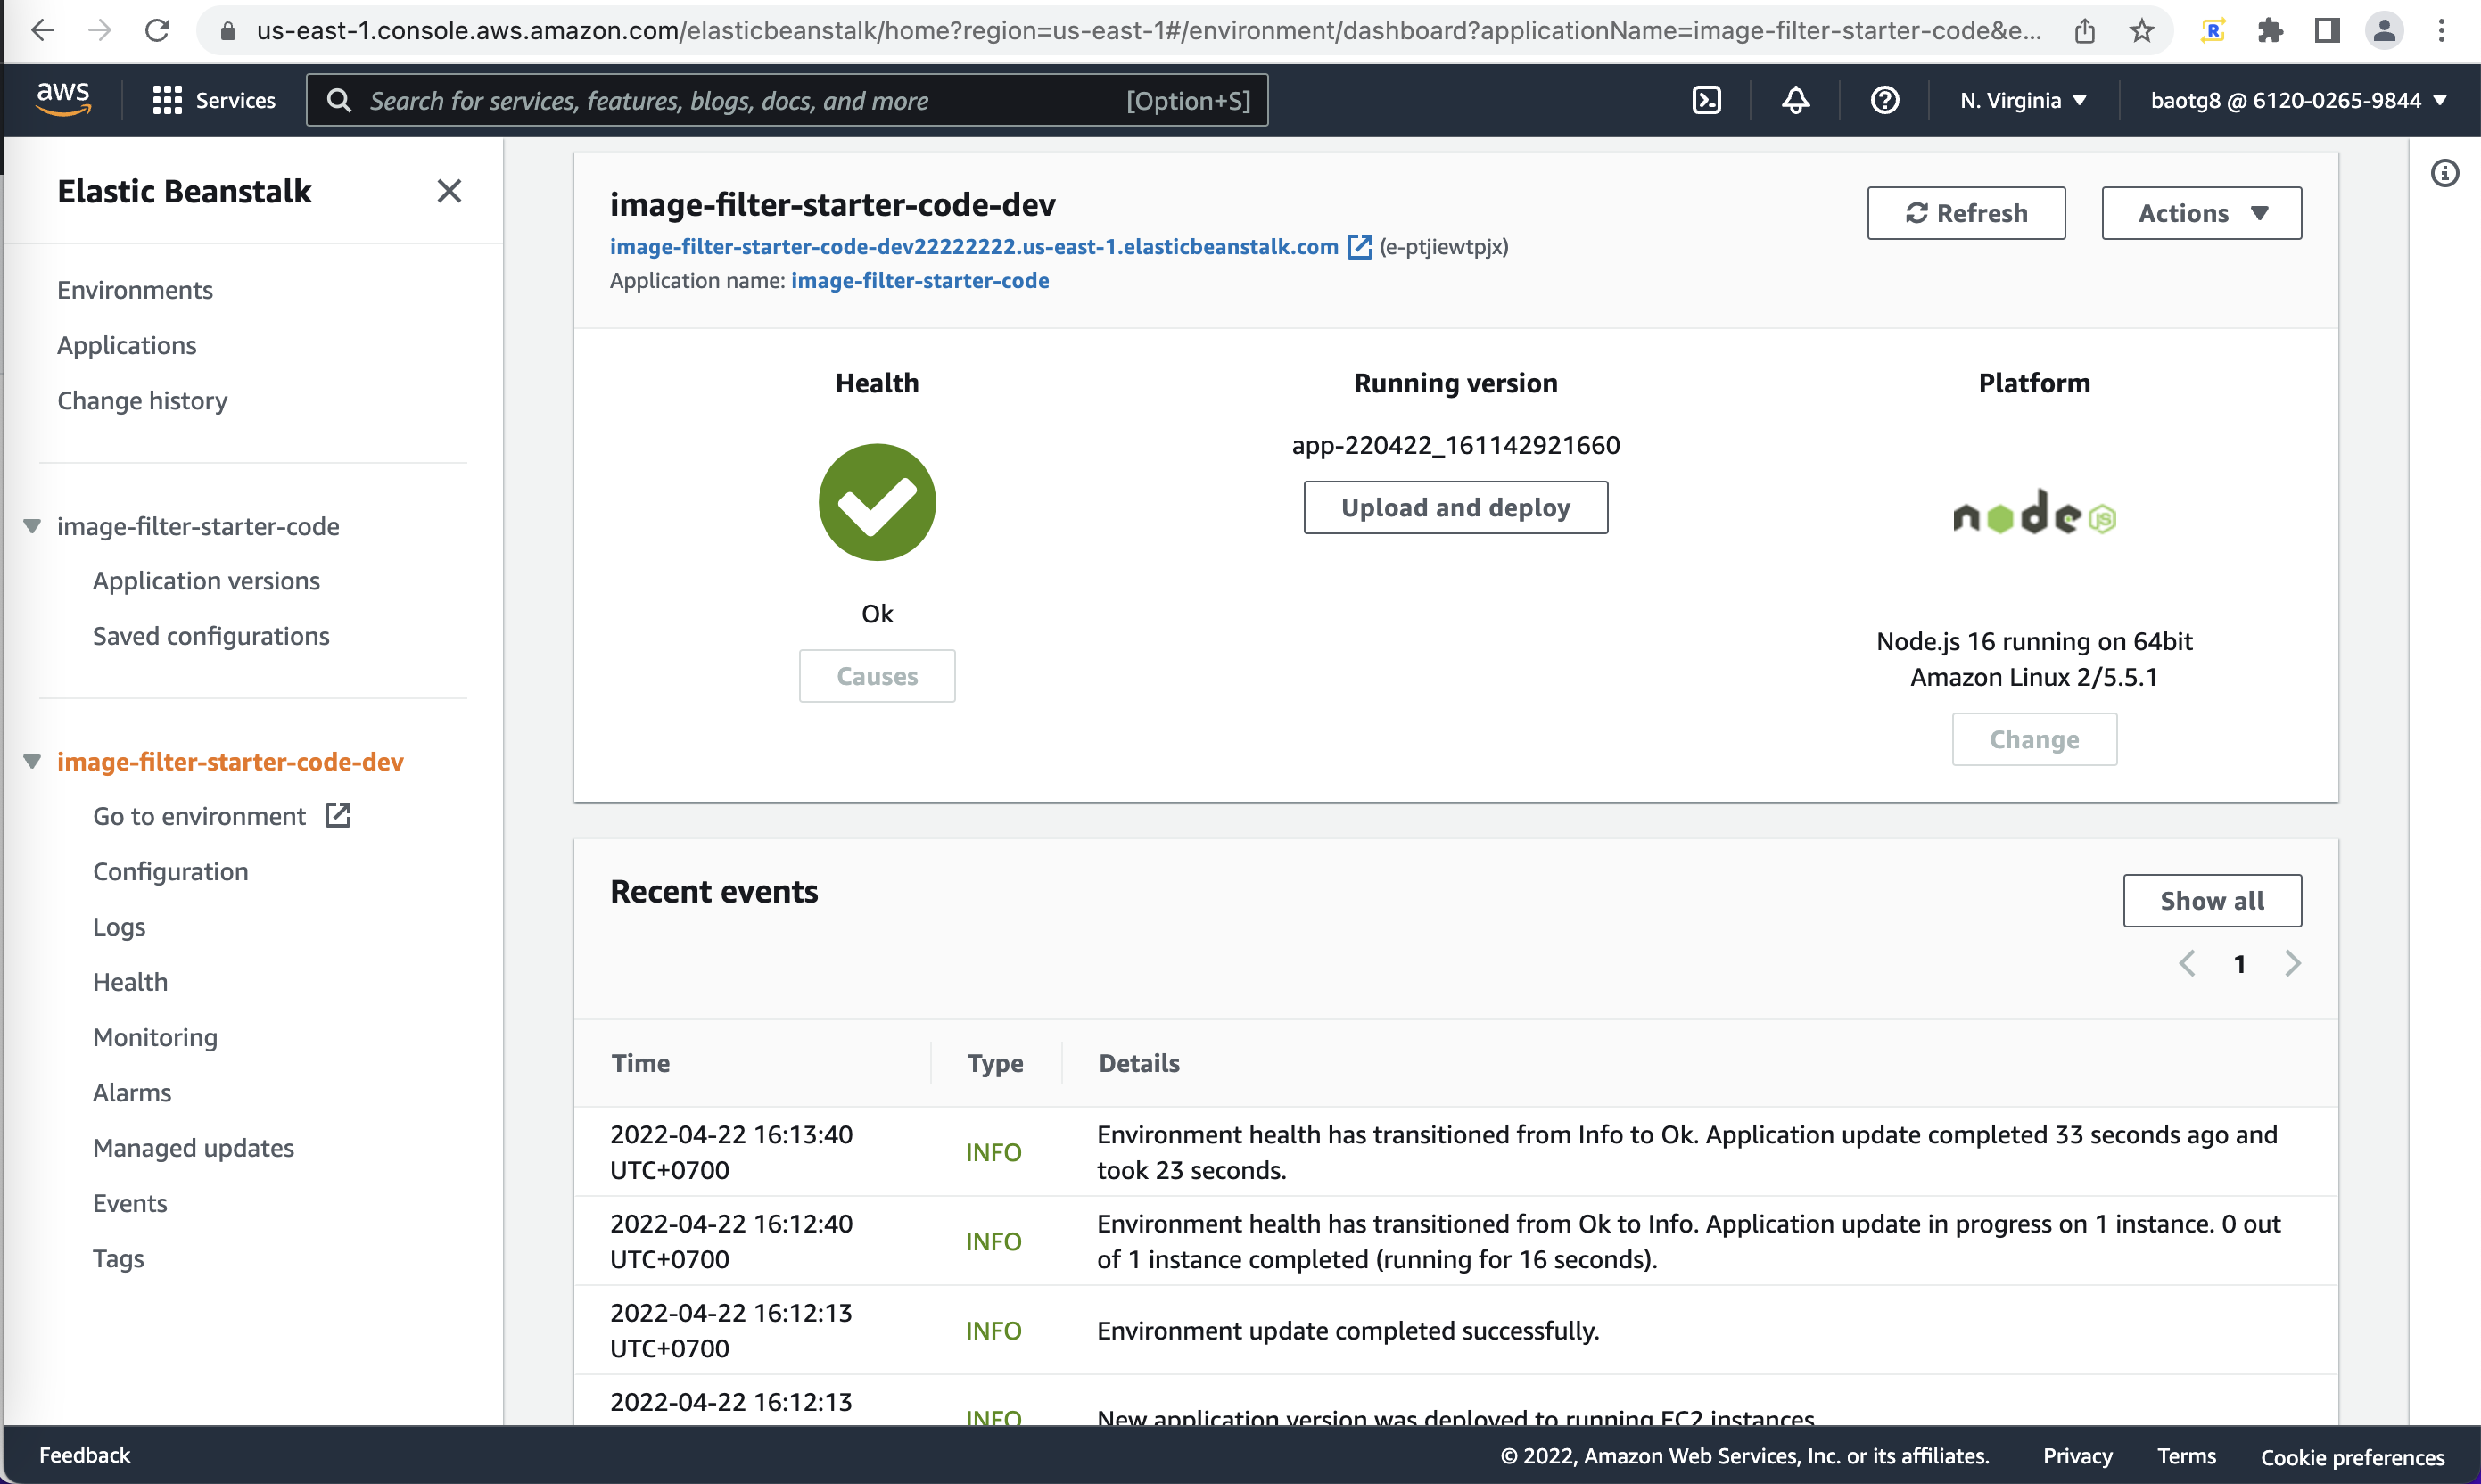 us-east-1.console.aws.amazon.com/elasticbeanstalk/home?region=us-east-1#/environment/dashboard?applicationName=image-filter-starter-code&e...
R
aws
Services
Search for services, features, blogs, docs, and more
[Option+S]
N. Virginia
baotg8 @ 6120-0265-9844
Elastic Beanstalk
Environments
Applications
Change history
image-filter-starter-code
Application versions
Saved configurations
image-filter-starter-code-dev
Go to environment
Configuration
Logs
Health
Monitoring
Alarms
Managed updates
Events
Tags
image-filter-starter-code-dev
image-filter-starter-code-dev22222222.us-east-1.elasticbeanstalk.com (e-ptjiewtpjx)
Application name: image-filter-starter-code
Refresh
Actions
Health
Ok
Causes
Running version
app-220422_161142921660
Upload and deploy
Platform
node JS
Node.js 16 running on 64bit
Amazon Linux 2/5.5.1
Change
Recent events
Show all
1
Time Type Details
2022-04-22 16:13:40
UTC+0700
INFO
Environment health has transitioned from Info to Ok. Application update completed 33 seconds ago and
took 23 seconds.
2022-04-22 16:12:40
UTC+0700
INFO
Environment health has transitioned from Ok to Info. Application update in progress on 1 instance. 0 out
of 1 instance completed (running for 16 seconds).
2022-04-22 16:12:13
UTC+0700
INFO
Environment update completed successfully.
2022-04-22 16:12:13
INFO
New application version was deployed to running EC2 instances
Feedback
© 2022, Amazon Web Services, Inc. or its affiliates.
Privacy
Terms
Cookie preferences